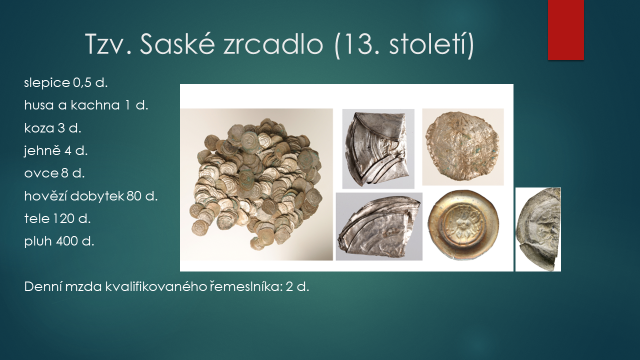 Tzv. Saské zrcadlo (13. století)
slepice 0,5 d.
husa a kachna 1 d.
koza 3 d.
jehně 4 d.
ovce 8 d.
hovězí dobytek 80 d.
tele 120 d.
pluh 400 d.
Denní mzda kvalifikovaného řemeslníka: 2 d.